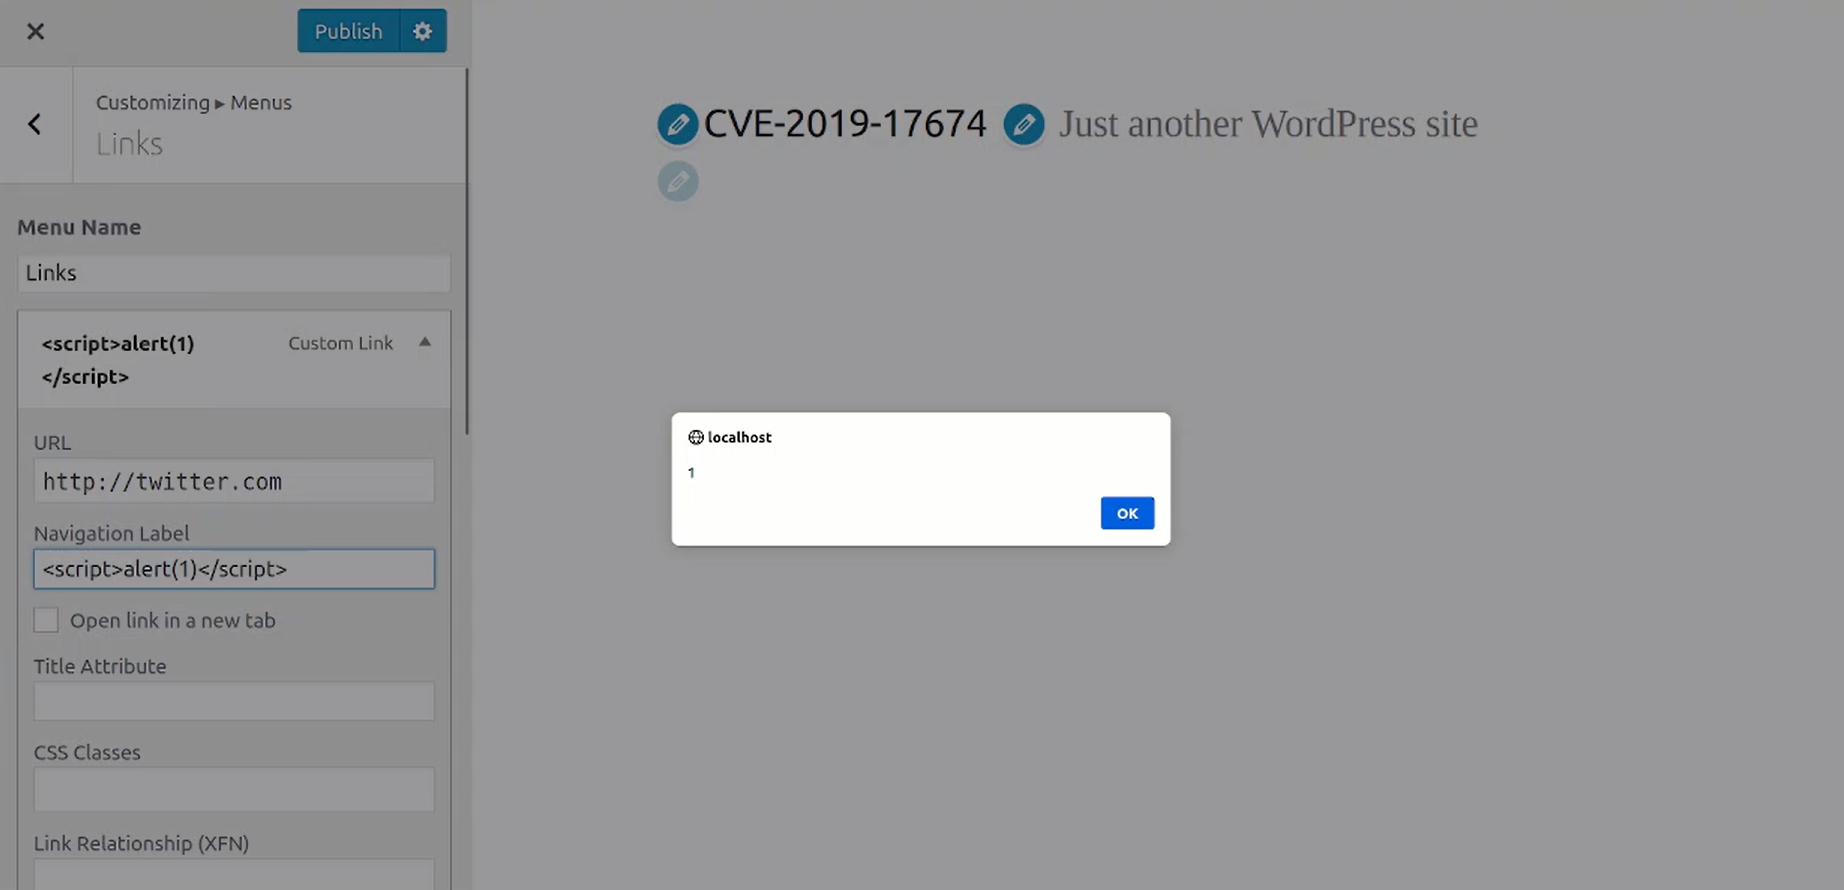 Publish
Customizing ▸ Menus
Links
Menu Name
Links
<script>alert(1)
</script>
Custom Link
URL
http://twitter.com
Navigation Label
<script>alert(1)</script>
Open link in a new tab
Title Attribute
CSS Classes
Link Relationship (XFN)
CVE-2019-17674 Just another WordPress site
localhost
1
OK